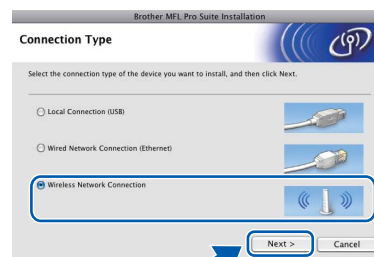 Brother MFL Pro Suite Installation
Connection Type
Select the connection type of the device you want to install, and then click Next.
Local Connection (USB)
Wired Network Connection (Ethernet)
Wireless Network Connection
Next >
Cancel